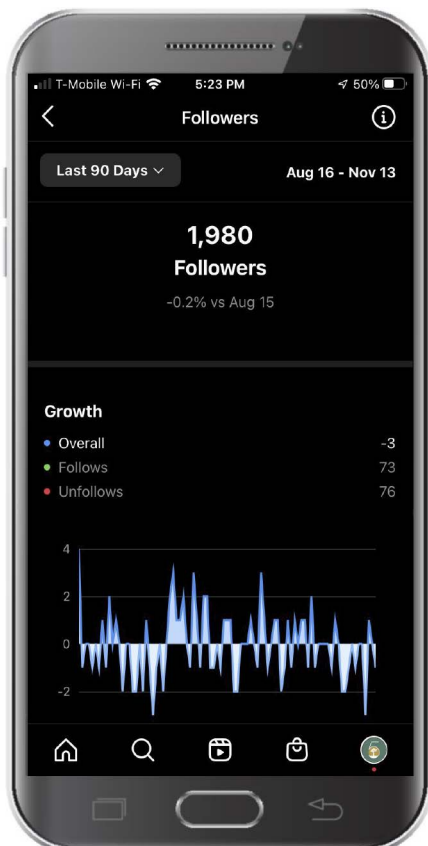 T-Mobile Wi-Fi 5:23 PM 50%
Followers
Last 90 Days Aug 16 - Nov 13
1,980
Followers
-0.2% vs Aug 15
Growth
Overall -3
Follows 73
Unfollows 76
4
2
0
-2